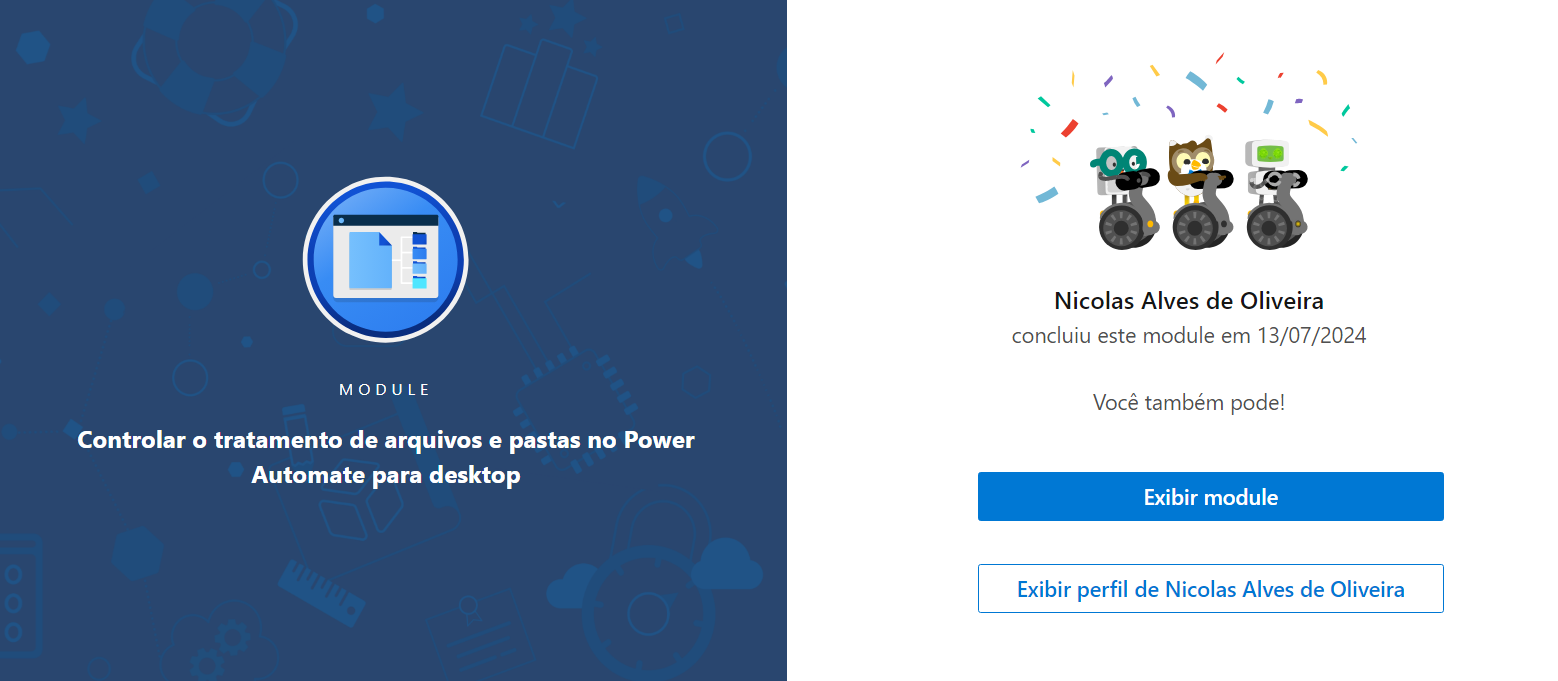 MODULE
Controlar o tratamento de arquivos e pastas no Power
Automate para desktop
Nicolas Alves de Oliveira
concluiu este module em 13/07/2024
Você também pode!
Exibir module
Exibir perfil de Nicolas Alves de Oliveira